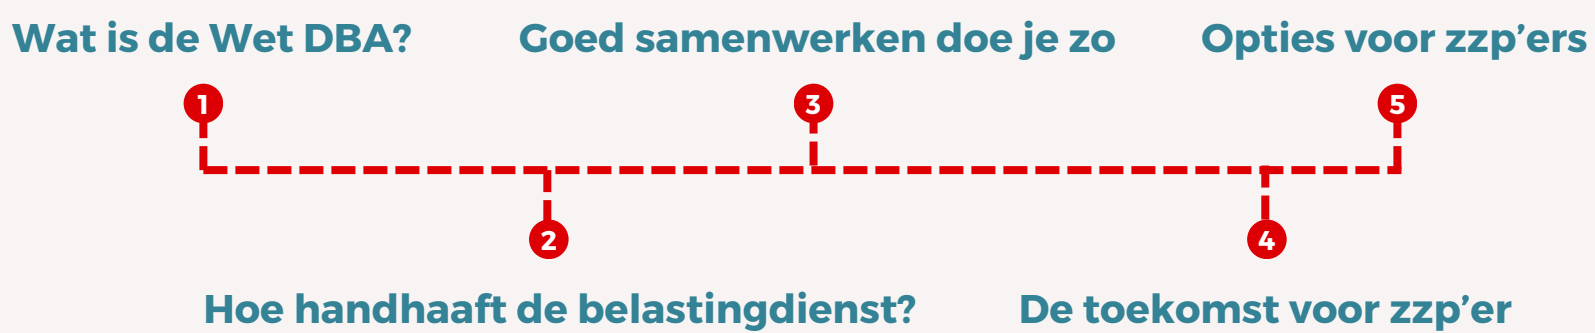 Wat is de Wet DBA?
Goed samenwerken doe je zo
Opties voor zzp’ers
1
3
5
2
4
Hoe handhaaft de belastingdienst?
De toekomst voor zzp’er